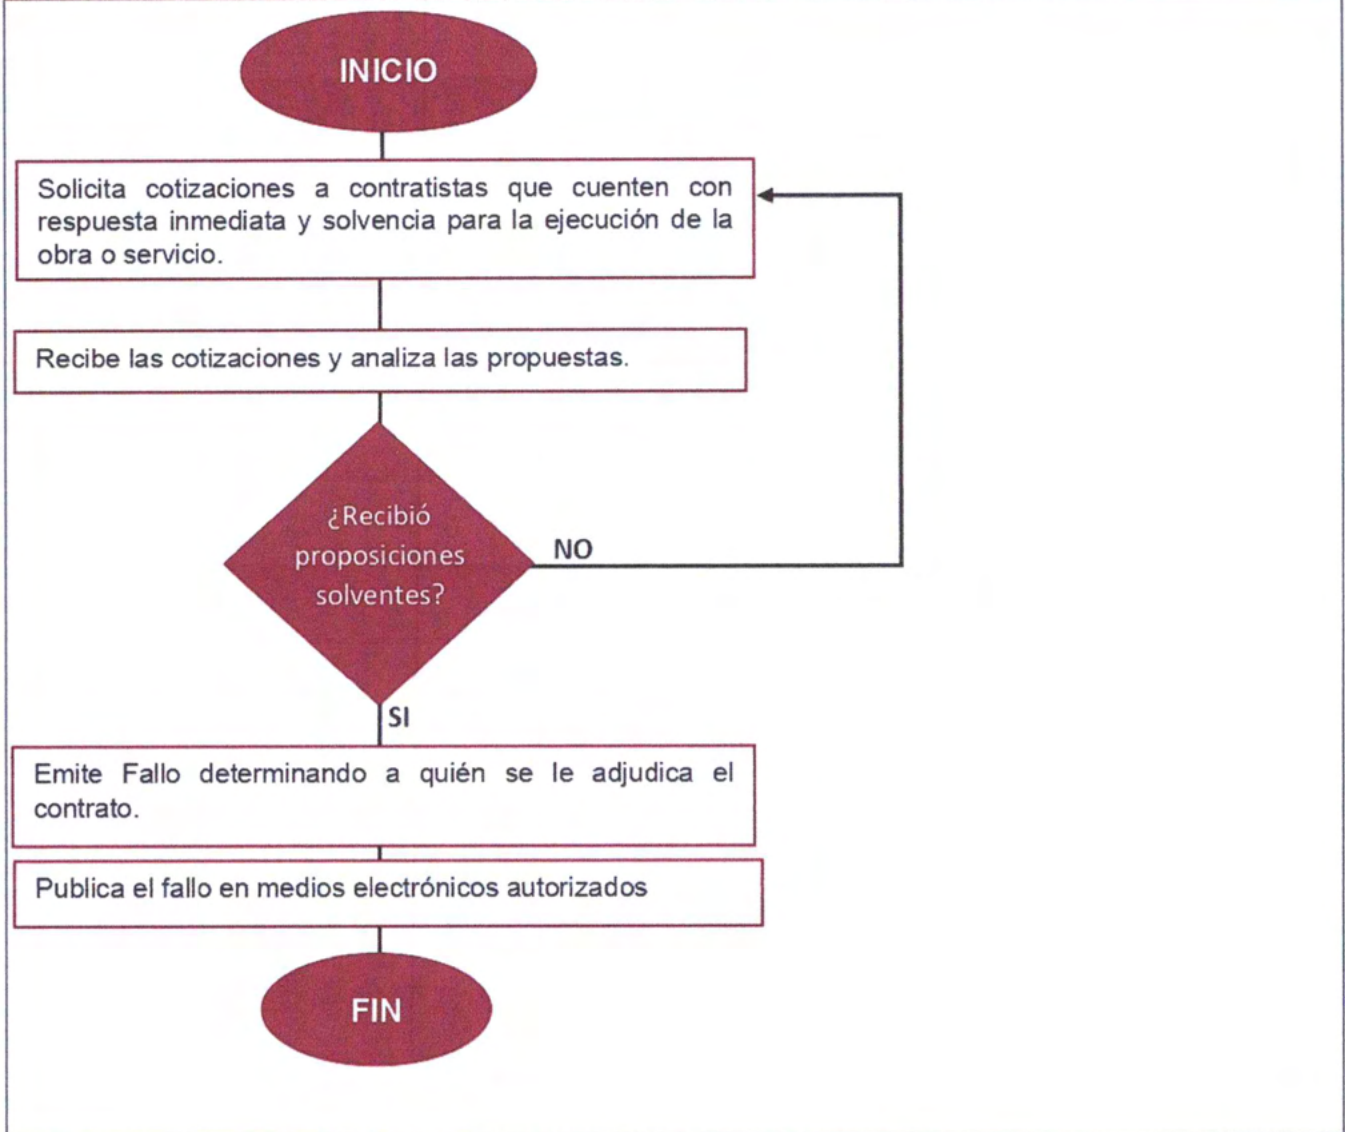 INICIO
Solicita cotizaciones a contratistas que cuenten con
respuesta inmediata y solvencia para la ejecución de la
obra o servicio.
Recibe las cotizaciones y analiza las propuestas.
¿Recibió
proposiciones
solventes?
NO
SI
Emite Fallo determinando a quién se le adjudica el
contrato.
Publica el fallo en medios electrónicos autorizados
FIN